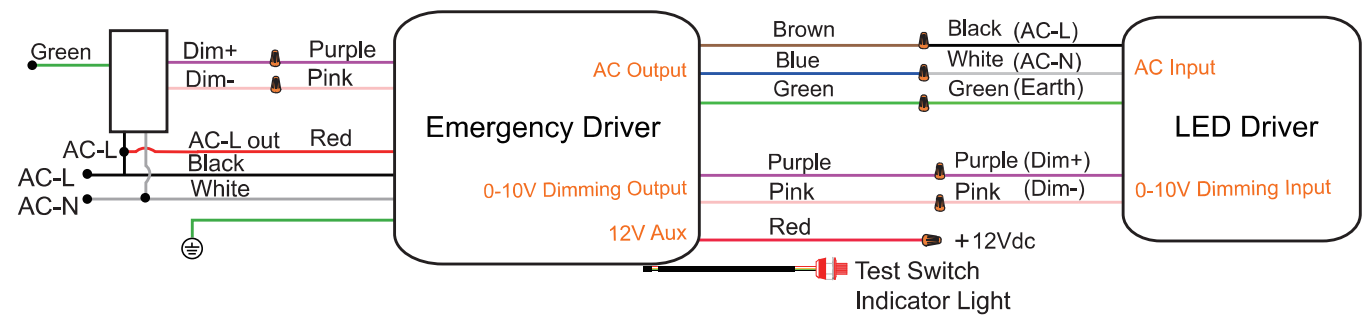 Green
Dim+
Purple
Dim-
Pink
AC-L
AC-L out
Red
AC-L
Black
AC-N
White
Emergency Driver
AC Output
0-10V Dimming Output
12V Aux
Brown
Black (AC-L)
Blue
White (AC-N)
Green
Green (Earth)
Purple
Purple (Dim+)
Pink
Pink (Dim-)
Red
+12Vdc
Test Switch
Indicator Light
AC Input
LED Driver
0-10V Dimming Input